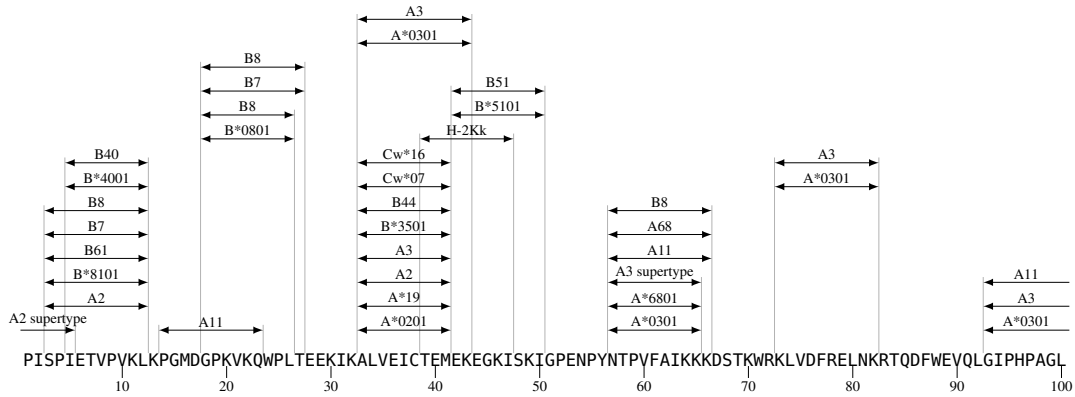 A3
A*0301
B8
B7
B51
B8
B*5101
B*0801
H-2Kk
B40
Cw*16
A3
B*4001
Cw*07
A*0301
B8
B44
B8
B7
B*3501
A68
B61
A3
A11
B*8101
A2
A3 supertype
A11
A2
A*19
A*6801
A3
A2 supertype
A11
A*0201
A*0301
A*0301
PISPIETVPVKLKPGMDGPKVKQWPLTEEKIKALVEICTEMEKEGKISKIGPENPYNTPVFAIKKKDSTKWRKLVDFRELNKRTQDFWEVQLGIPHPAGL
10 20 30 40 50 60 70 80 90 100